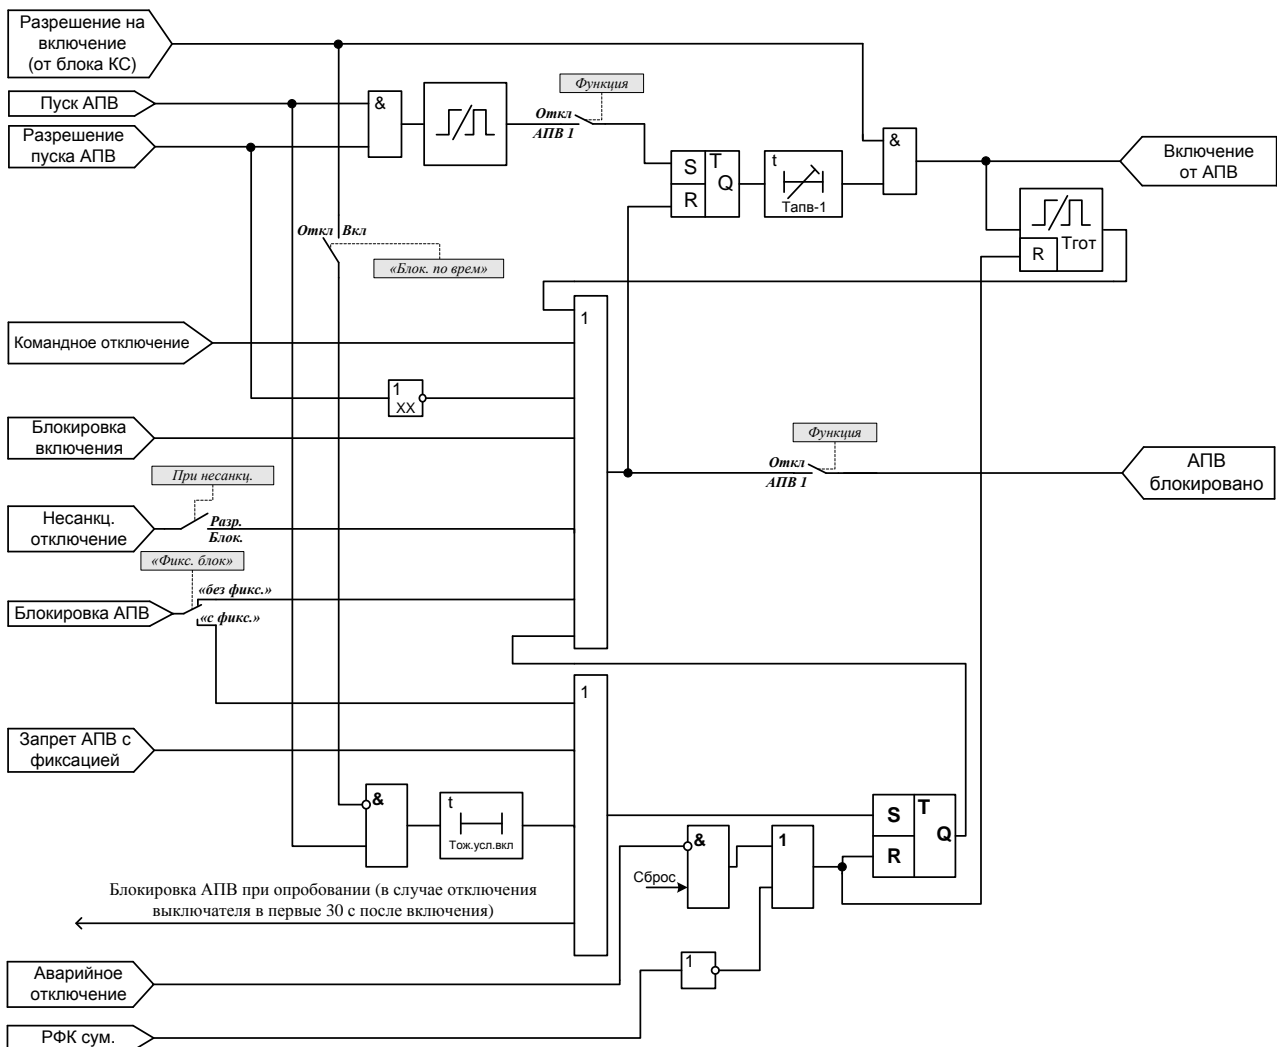 Разрешение на
включение
(от блока КС)
Пуск АПВ
Разрешение
пуска АПВ
&
Функция
Откл
АПВ 1
S
T
Q
R
t
Тапв-1
&
Включение
от АПВ
R
Тгот
Откл
Вкл
«Блок. по врем»
1
Командное отключение
1
XX
Блокировка
включения
Функция
Откл
АПВ 1
АПВ
блокировано
При несанкц.
Несанкц.
отключение
Разр.
Блок.
«Фикс. блок»
Блокировка АПВ
«без фикс.»
«с фикс.»
1
Запрет АПВ с
фиксацией
&
t
Тож.усл.вкл
S
T
Q
R
&
1
Сброс
Блокировка АПВ при опробовании (в случае отключения
выключателя в первые 30 с после включения)
Аварийное
отключение
1
РФК сум.